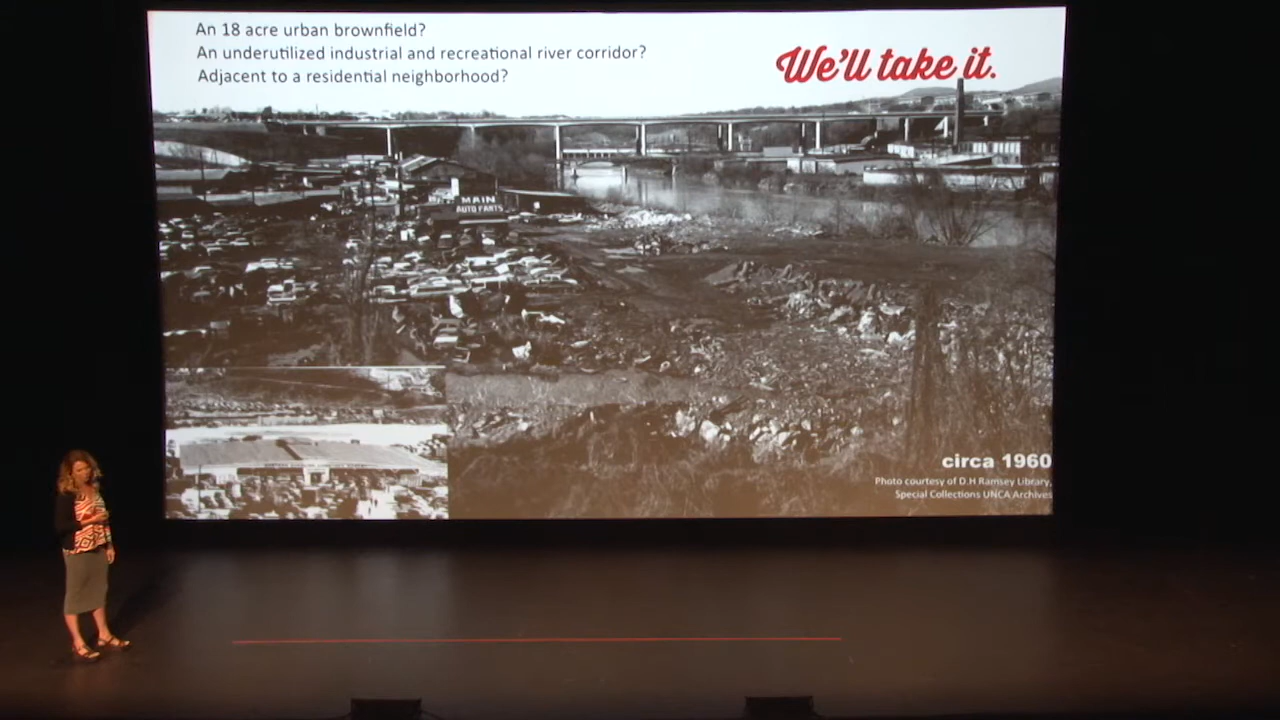 An 18 acre urban brownfield?
An underutilized industrial and recreational river corridor?
Adjacent to a residential neighborhood?
We'll take it.
MAIN
AUTO PARTS
circa 1960
Photo courtesy of D.H Ramsey Library,
Special Collections UNCA Archives